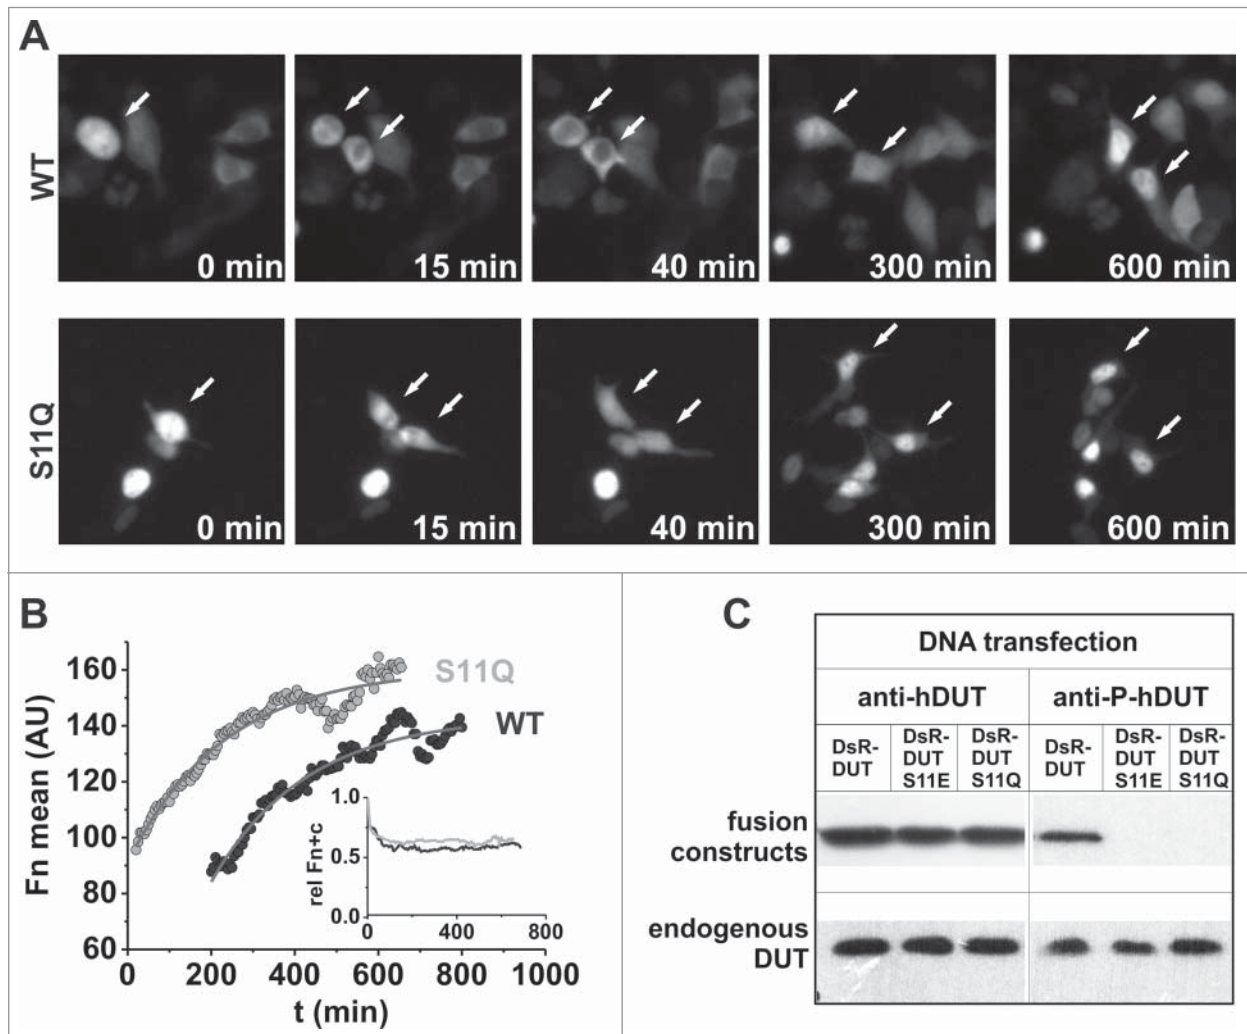 A
WT
0 min
15 min
40 min
300 min
600 min
S11Q
0 min
15 min
40 min
300 min
600 min
B
Fn mean (AU)
160
140
120
100
80
60
0
200
400
600
800
1000
t (min)
S11Q
WT
rel Fn+c
1.0
0.5
0.0
0
400
800
C
DNA transfection
anti-hDUT
anti-P-hDUT
DsR-
DUT
DsR-
DUT
S11E
DsR-
DUT
S11Q
DsR-
DUT
DsR-
DUT
S11E
DsR-
DUT
S11Q
fusion
constructs
endogenous
DUT